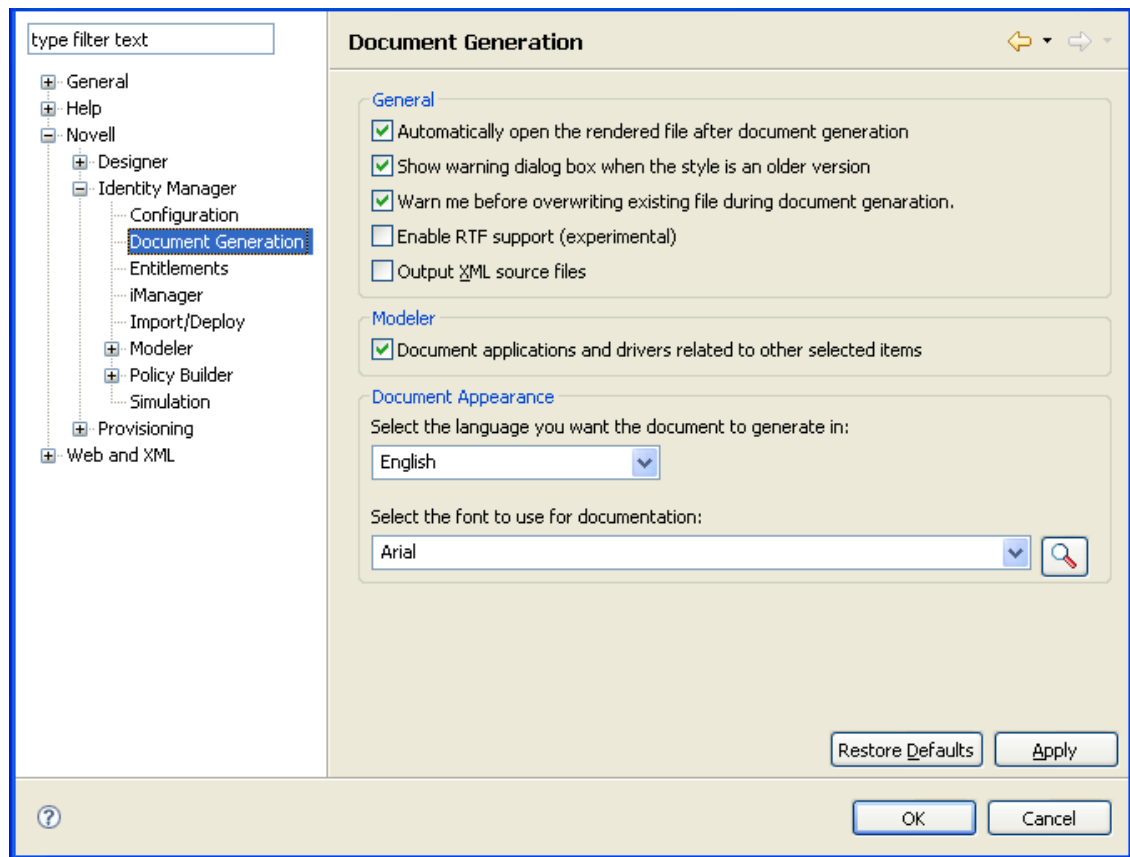 type filter text
General
Help
Novell
Designer
Identity Manager
Configuration
Document Generation
Entitlements
iManager
Import/Deploy
Modeler
Policy Builder
Simulation
Provisioning
Web and XML
Document Generation
General
Automatically open the rendered file after document generation
Show warning dialog box when the style is an older version
Warn me before overwriting existing file during document genaration.
Enable RTF support (experimental)
Output XML source files
Modeler
Document applications and drivers related to other selected items
Document Appearance
Select the language you want the document to generate in:
English
Select the font to use for documentation:
Arial
Restore Defaults
Apply
OK
Cancel